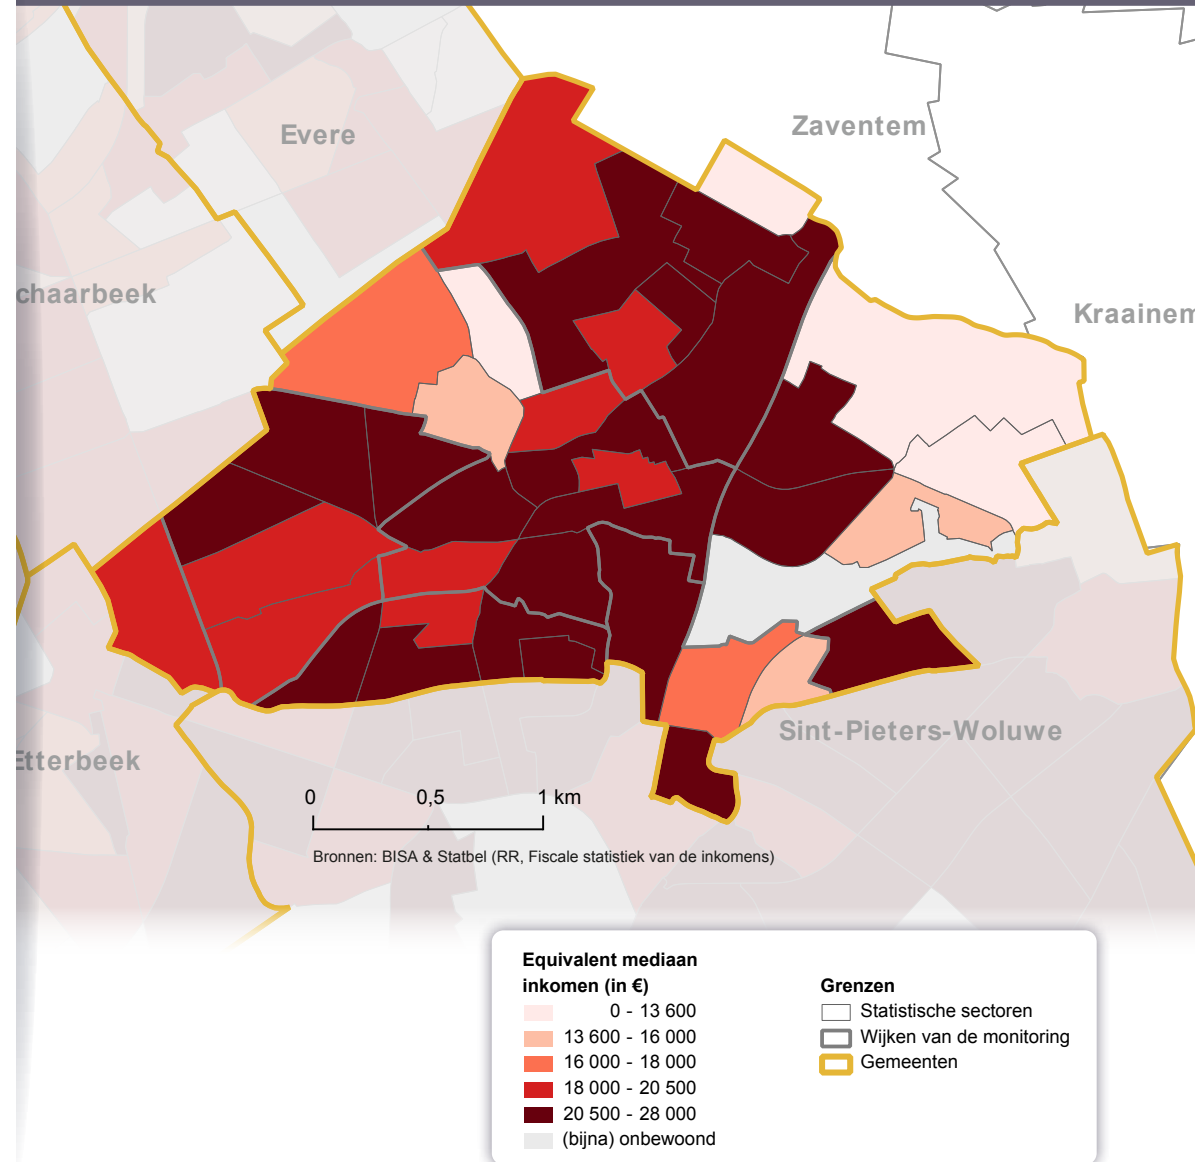 Evere
Zaventem
chaarbeek
Kraainem
Sint-Pieters-Woluwe
Etterbeek
0 0,5 1 km
Bronnen: BISA & Statbel (RR, Fiscale statistiek van de inkomens)
Equivalent mediaan
inkomen (in €)
0 - 13 600
13 600 - 16 000
16 000 - 18 000
18 000 - 20 500
20 500 - 28 000
(bijna) onbewoond
Grenzen
Statistische sectoren
Wijken van de monitoring
Gemeenten